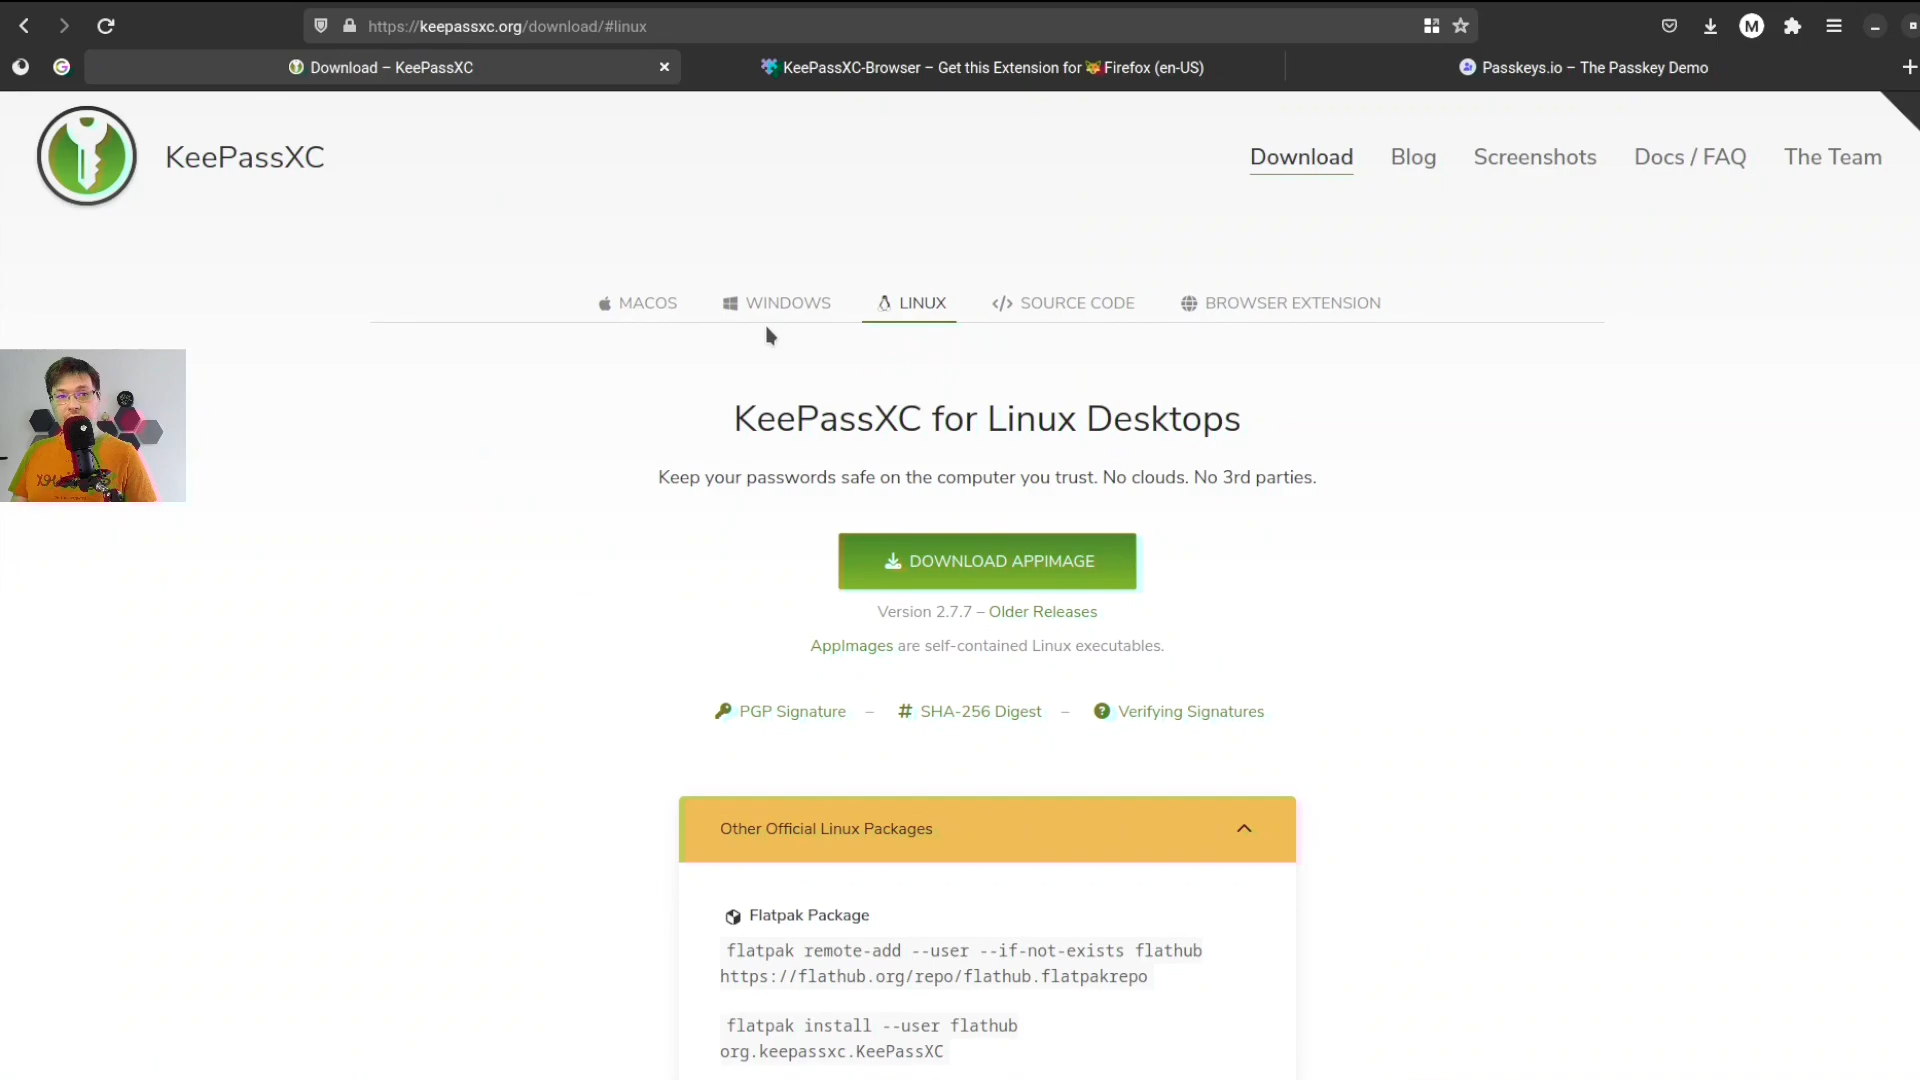 https://keepassxc.org/download/#linux
M
Download – KeePassXC
KeePassXC-Browser – Get this Extension for 🦊 Firefox (en-US)
Passkeys.io – The Passkey Demo
KeePassXC
Download
Blog
Screenshots
Docs / FAQ
The Team
MACOS
WINDOWS
LINUX
</> SOURCE CODE
BROWSER EXTENSION
KeePassXC for Linux Desktops
Keep your passwords safe on the computer you trust. No clouds. No 3rd parties.
DOWNLOAD APPIMAGE
Version 2.7.7 – Older Releases
AppImages are self-contained Linux executables.
PGP Signature – # SHA-256 Digest – Verifying Signatures
Other Official Linux Packages
Flatpak Package
flatpak remote-add --user --if-not-exists flathub
https://flathub.org/repo/flathub.flatpakrepo
flatpak install --user flathub
org.keepassxc.KeePassXC